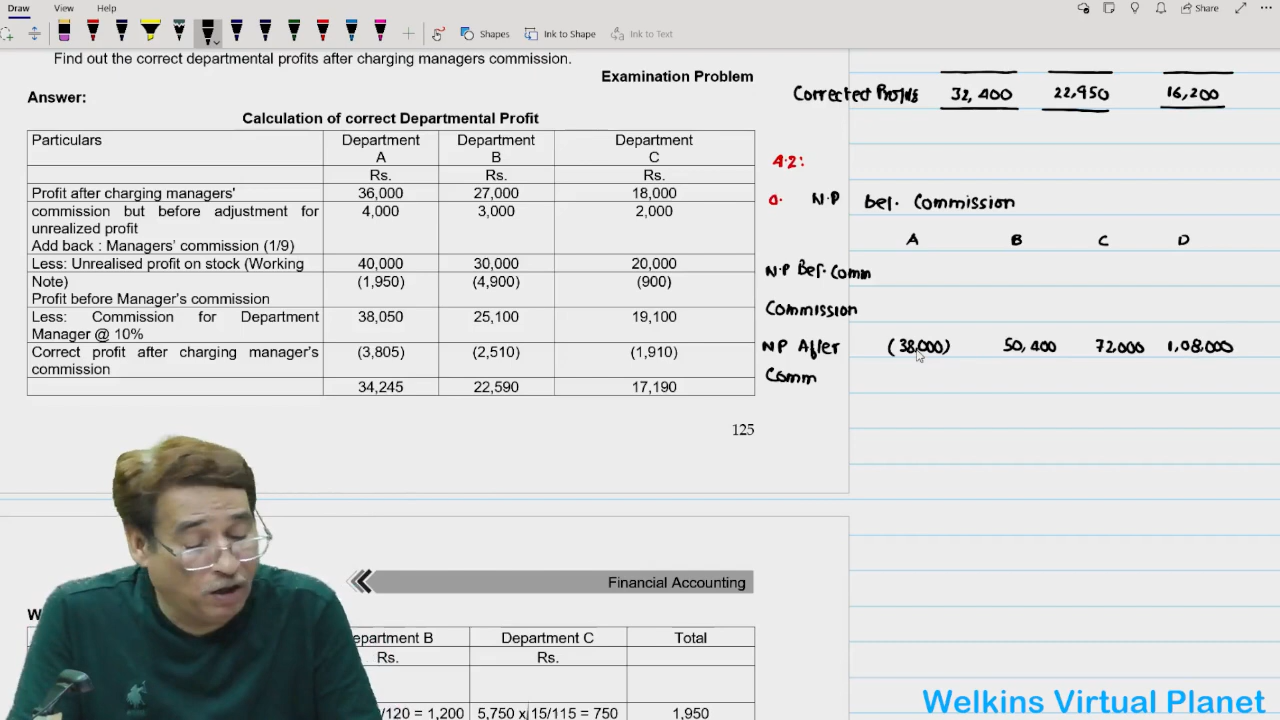 Draw View Help Share
Shapes Ink to Shape Ink to Text
Find out the correct departmental profits after charging managers commission.
Examination Problem
Answer:
Calculation of correct Departmental Profit
Particulars Department A Department B Department C
Rs. Rs. Rs.
Profit after charging managers' 36,000 27,000 18,000
commission but before adjustment for 4,000 3,000 2,000
unrealized profit
Add back : Managers' commission (1/9)
Less: Unrealised profit on stock (Working 40,000 30,000 20,000
Note) (1,950) (4,900) (900)
Profit before Manager's commission
Less: Commission for Department 38,050 25,100 19,100
Manager @ 10%
Correct profit after charging manager's (3,805) (2,510) (1,910)
commission
34,245 22,590 17,190
125
Corrected Profits 32,400 22,950 16,200
A.2:
a. N.P Bef. Commission
A B C D
N.P Bef. Comm
Commission
NP After (38,000) 50,400 72,000 1,08,000
Comm
Financial Accounting
W
epartment B Department C Total
Rs. Rs.
/120 = 1,200 5,750 x 15/115 = 750 1,950
Welkins Virtual Planet